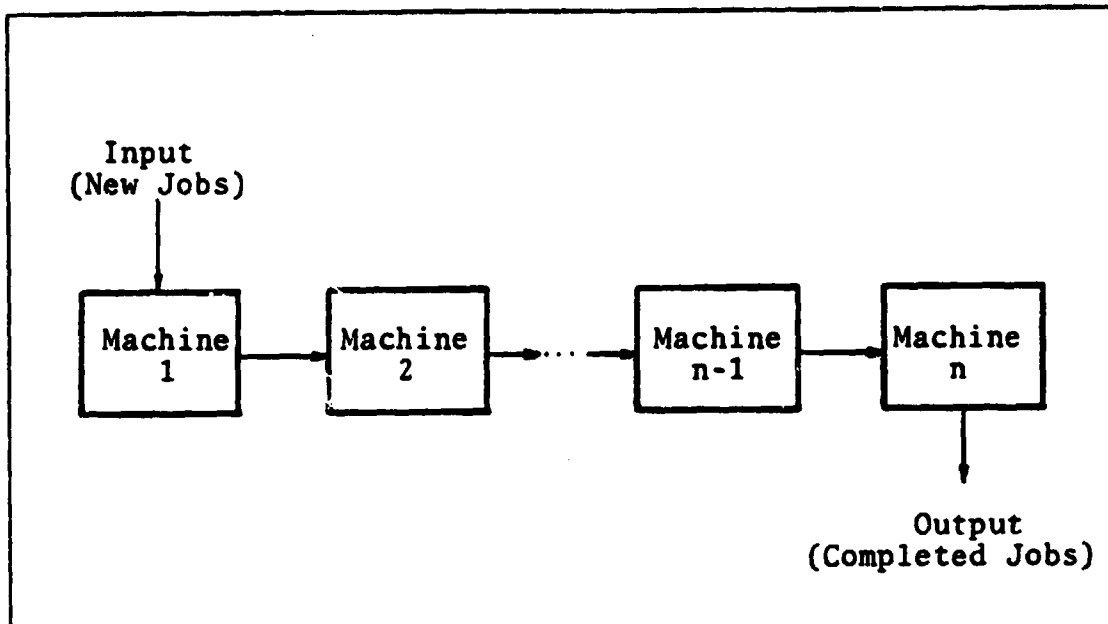 Input
(New Jobs)
Machine
1
Machine
2
...
Machine
n-1
Machine
n
Output
(Completed Jobs)